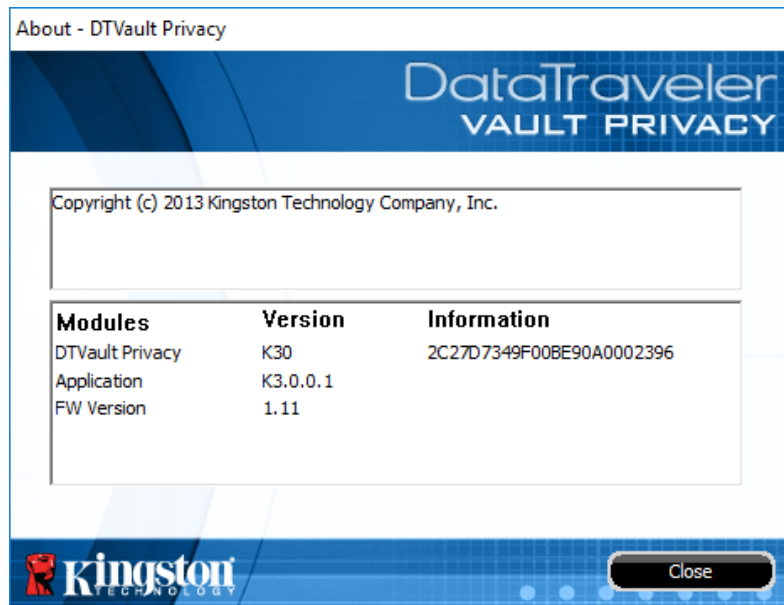 About - DTVault Privacy
DataTraveler
VAULT PRIVACY
Copyright (c) 2013 Kingston Technology Company, Inc.
Modules Version Information
DTVault Privacy K30 2C27D7349F00BE90A0002396
Application K3.0.0.1
FW Version 1.11
Kingston
TECHNOLOGY
Close